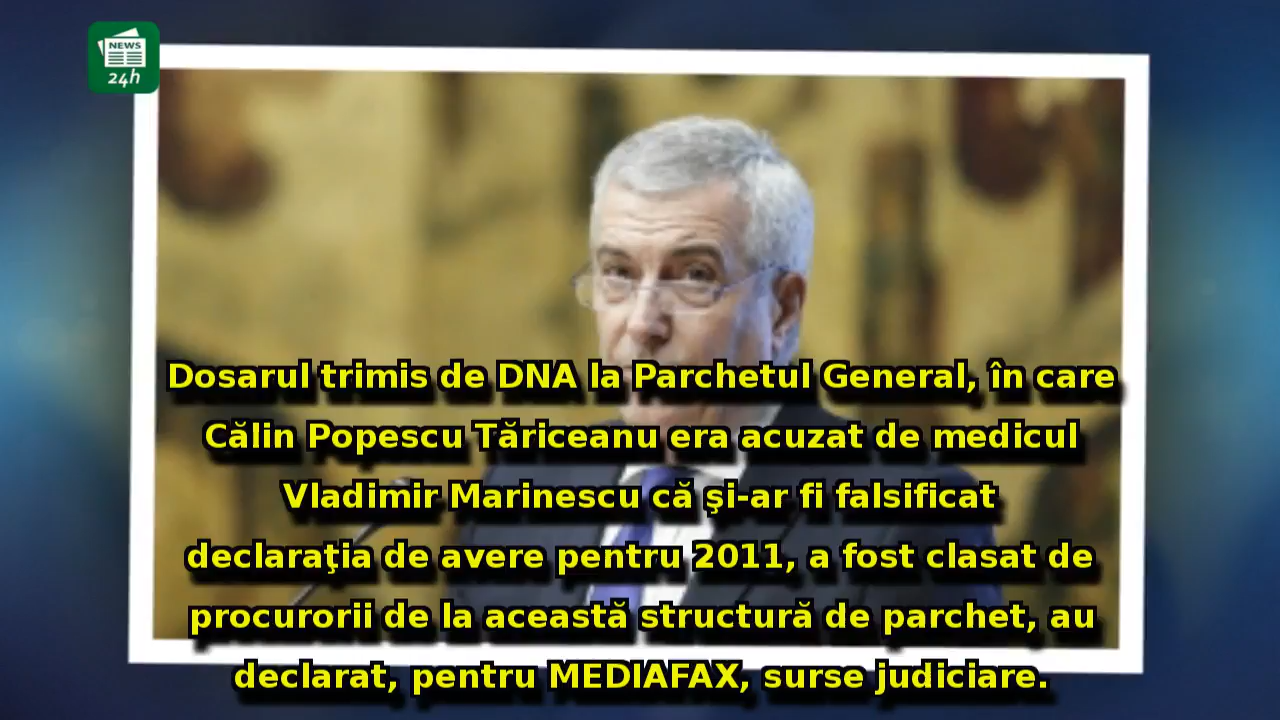 NEWS
24h
Dosarul trimis de DNA la Parchetul General, în care
Călin Popescu Tăriceanu era acuzat de medicul
Vladimir Marinescu că şi-ar fi falsificat
declaraţia de avere pentru 2011, a fost clasat de
procurorii de la această structură de parchet, au
declarat, pentru MEDIAFAX, surse judiciare.